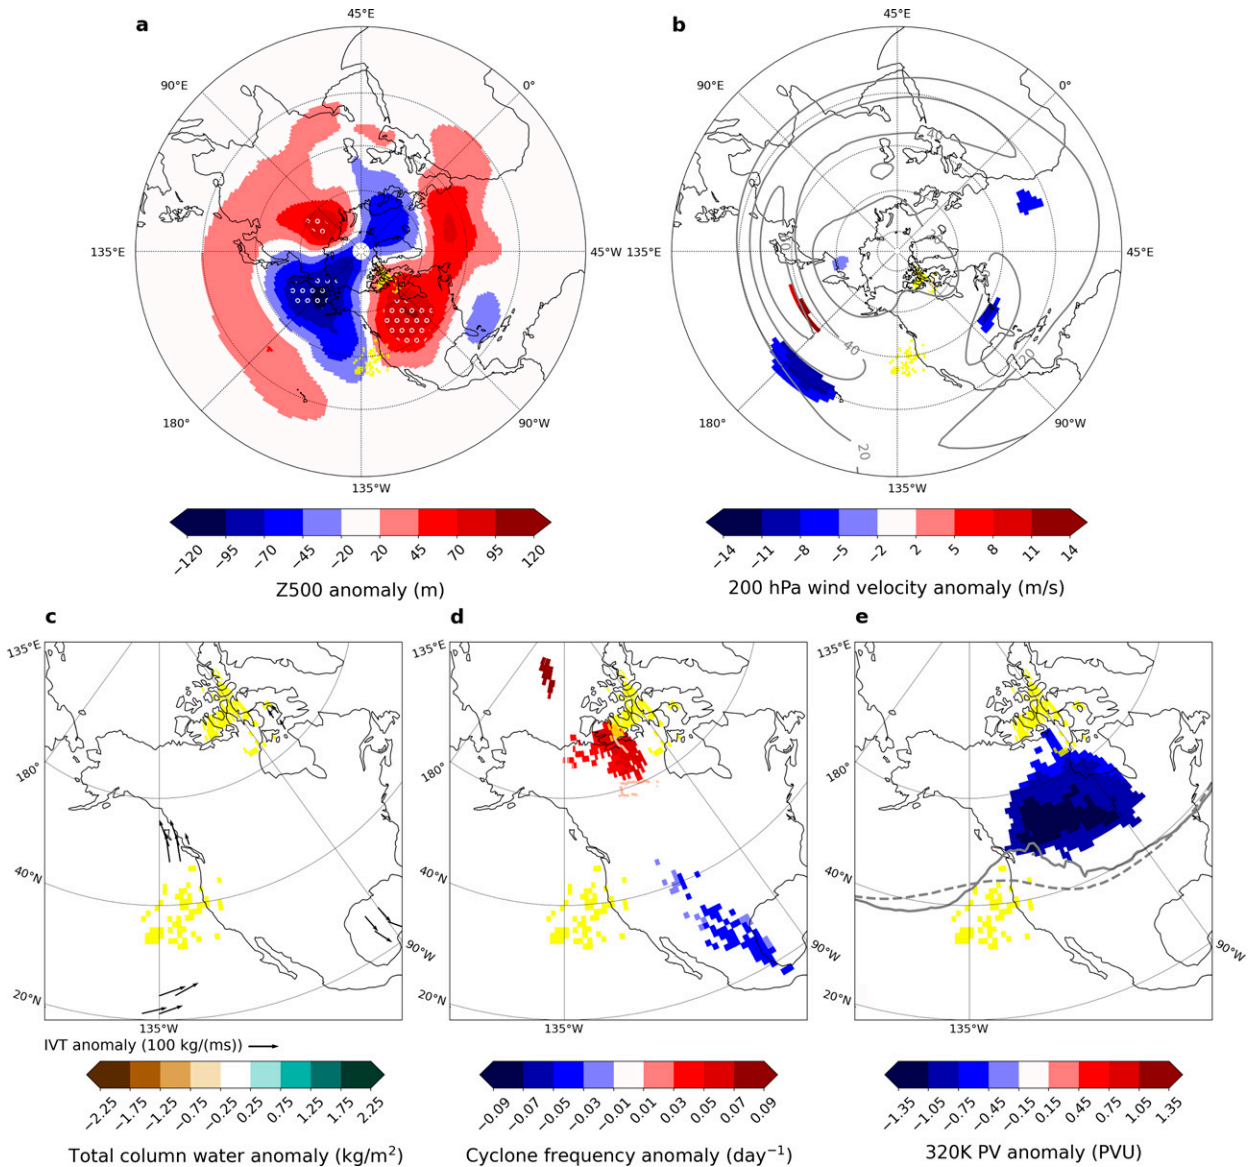 a
45°E
90°E
0°
135°E
45°W
180°
90°W
135°W
−120
−95
−70
−45
−20
20
45
70
95
120
Z500 anomaly (m)
b
45°E
90°E
0°
135°E
45°W
180°
90°W
135°W
40
40
20
−14
−11
−8
−5
−2
2
5
8
11
14
200 hPa wind velocity anomaly (m/s)
c
135°E
180°
40°N
20°N
90°W
135°W
IVT anomaly (100 kg/(ms))
−2.25
−1.75
−1.25
−0.75
−0.25
0.25
0.75
1.25
1.75
2.25
Total column water anomaly (kg/m²)
d
135°E
180°
40°N
20°N
90°W
135°W
−0.09
−0.07
−0.05
−0.03
−0.01
0.01
0.03
0.05
0.07
0.09
Cyclone frequency anomaly (day⁻¹)
e
135°E
180°
40°N
20°N
90°W
135°W
−1.35
−1.05
−0.75
−0.45
−0.15
0.15
0.45
0.75
1.05
1.35
320K PV anomaly (PVU)